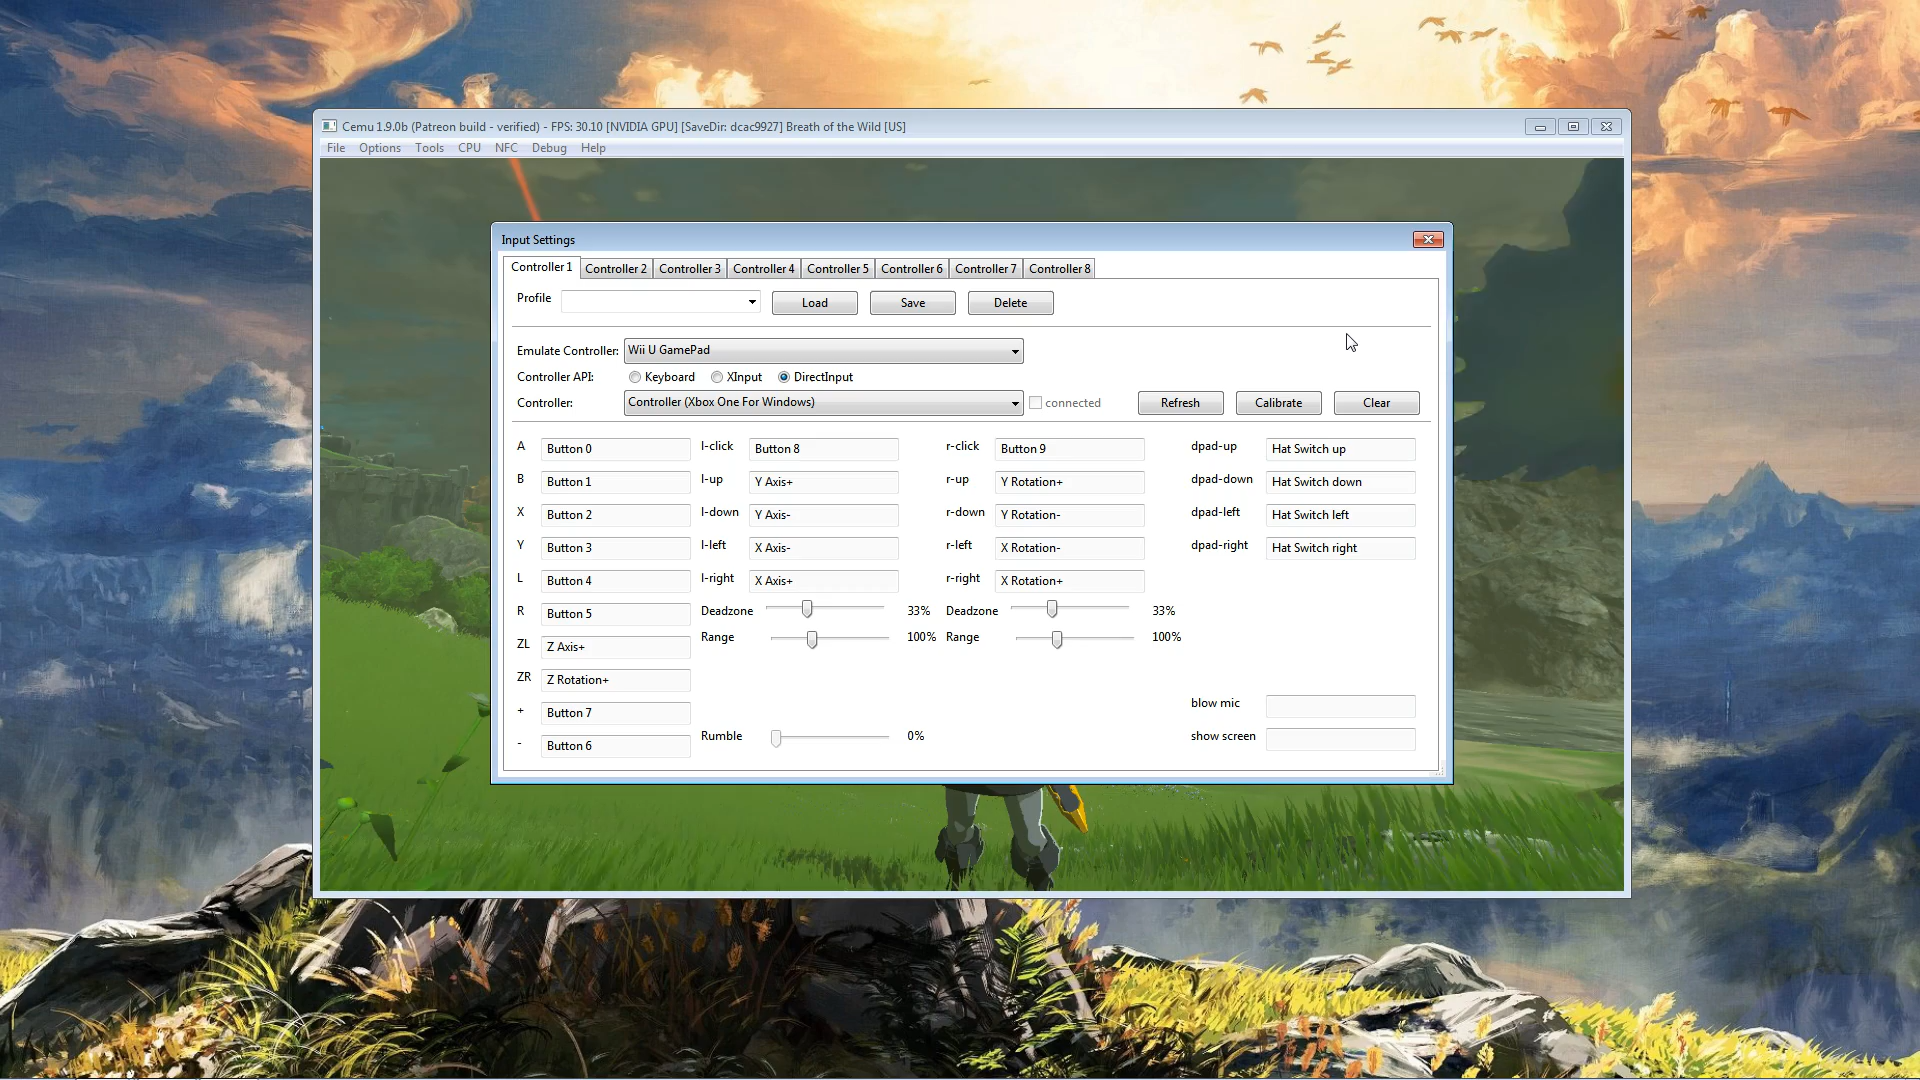 Cemu 1.9.0b (Patreon build - verified) - FPS: 30.10 [NVIDIA GPU] [SaveDir: dcac9927] Breath of the Wild [US]
File Options Tools CPU NFC Debug Help
Input Settings
Controller 1 Controller 2 Controller 3 Controller 4 Controller 5 Controller 6 Controller 7 Controller 8
Profile Load Save Delete
Emulate Controller: Wii U GamePad
Controller API: Keyboard XInput DirectInput
Controller: Controller (Xbox One For Windows) connected Refresh Calibrate Clear
A Button 0 l-click Button 8 r-click Button 9 dpad-up Hat Switch up
B Button 1 l-up Y Axis+ r-up Y Rotation+ dpad-down Hat Switch down
X Button 2 l-down Y Axis- r-down Y Rotation- dpad-left Hat Switch left
Y Button 3 l-left X Axis- r-left X Rotation- dpad-right Hat Switch right
L Button 4 l-right X Axis+ r-right X Rotation+
R Button 5 Deadzone 33% Deadzone 33%
Range 100% Range 100%
ZL Z Axis+
ZR Z Rotation+
+ Button 7 blow mic
- Button 6 Rumble 0% show screen